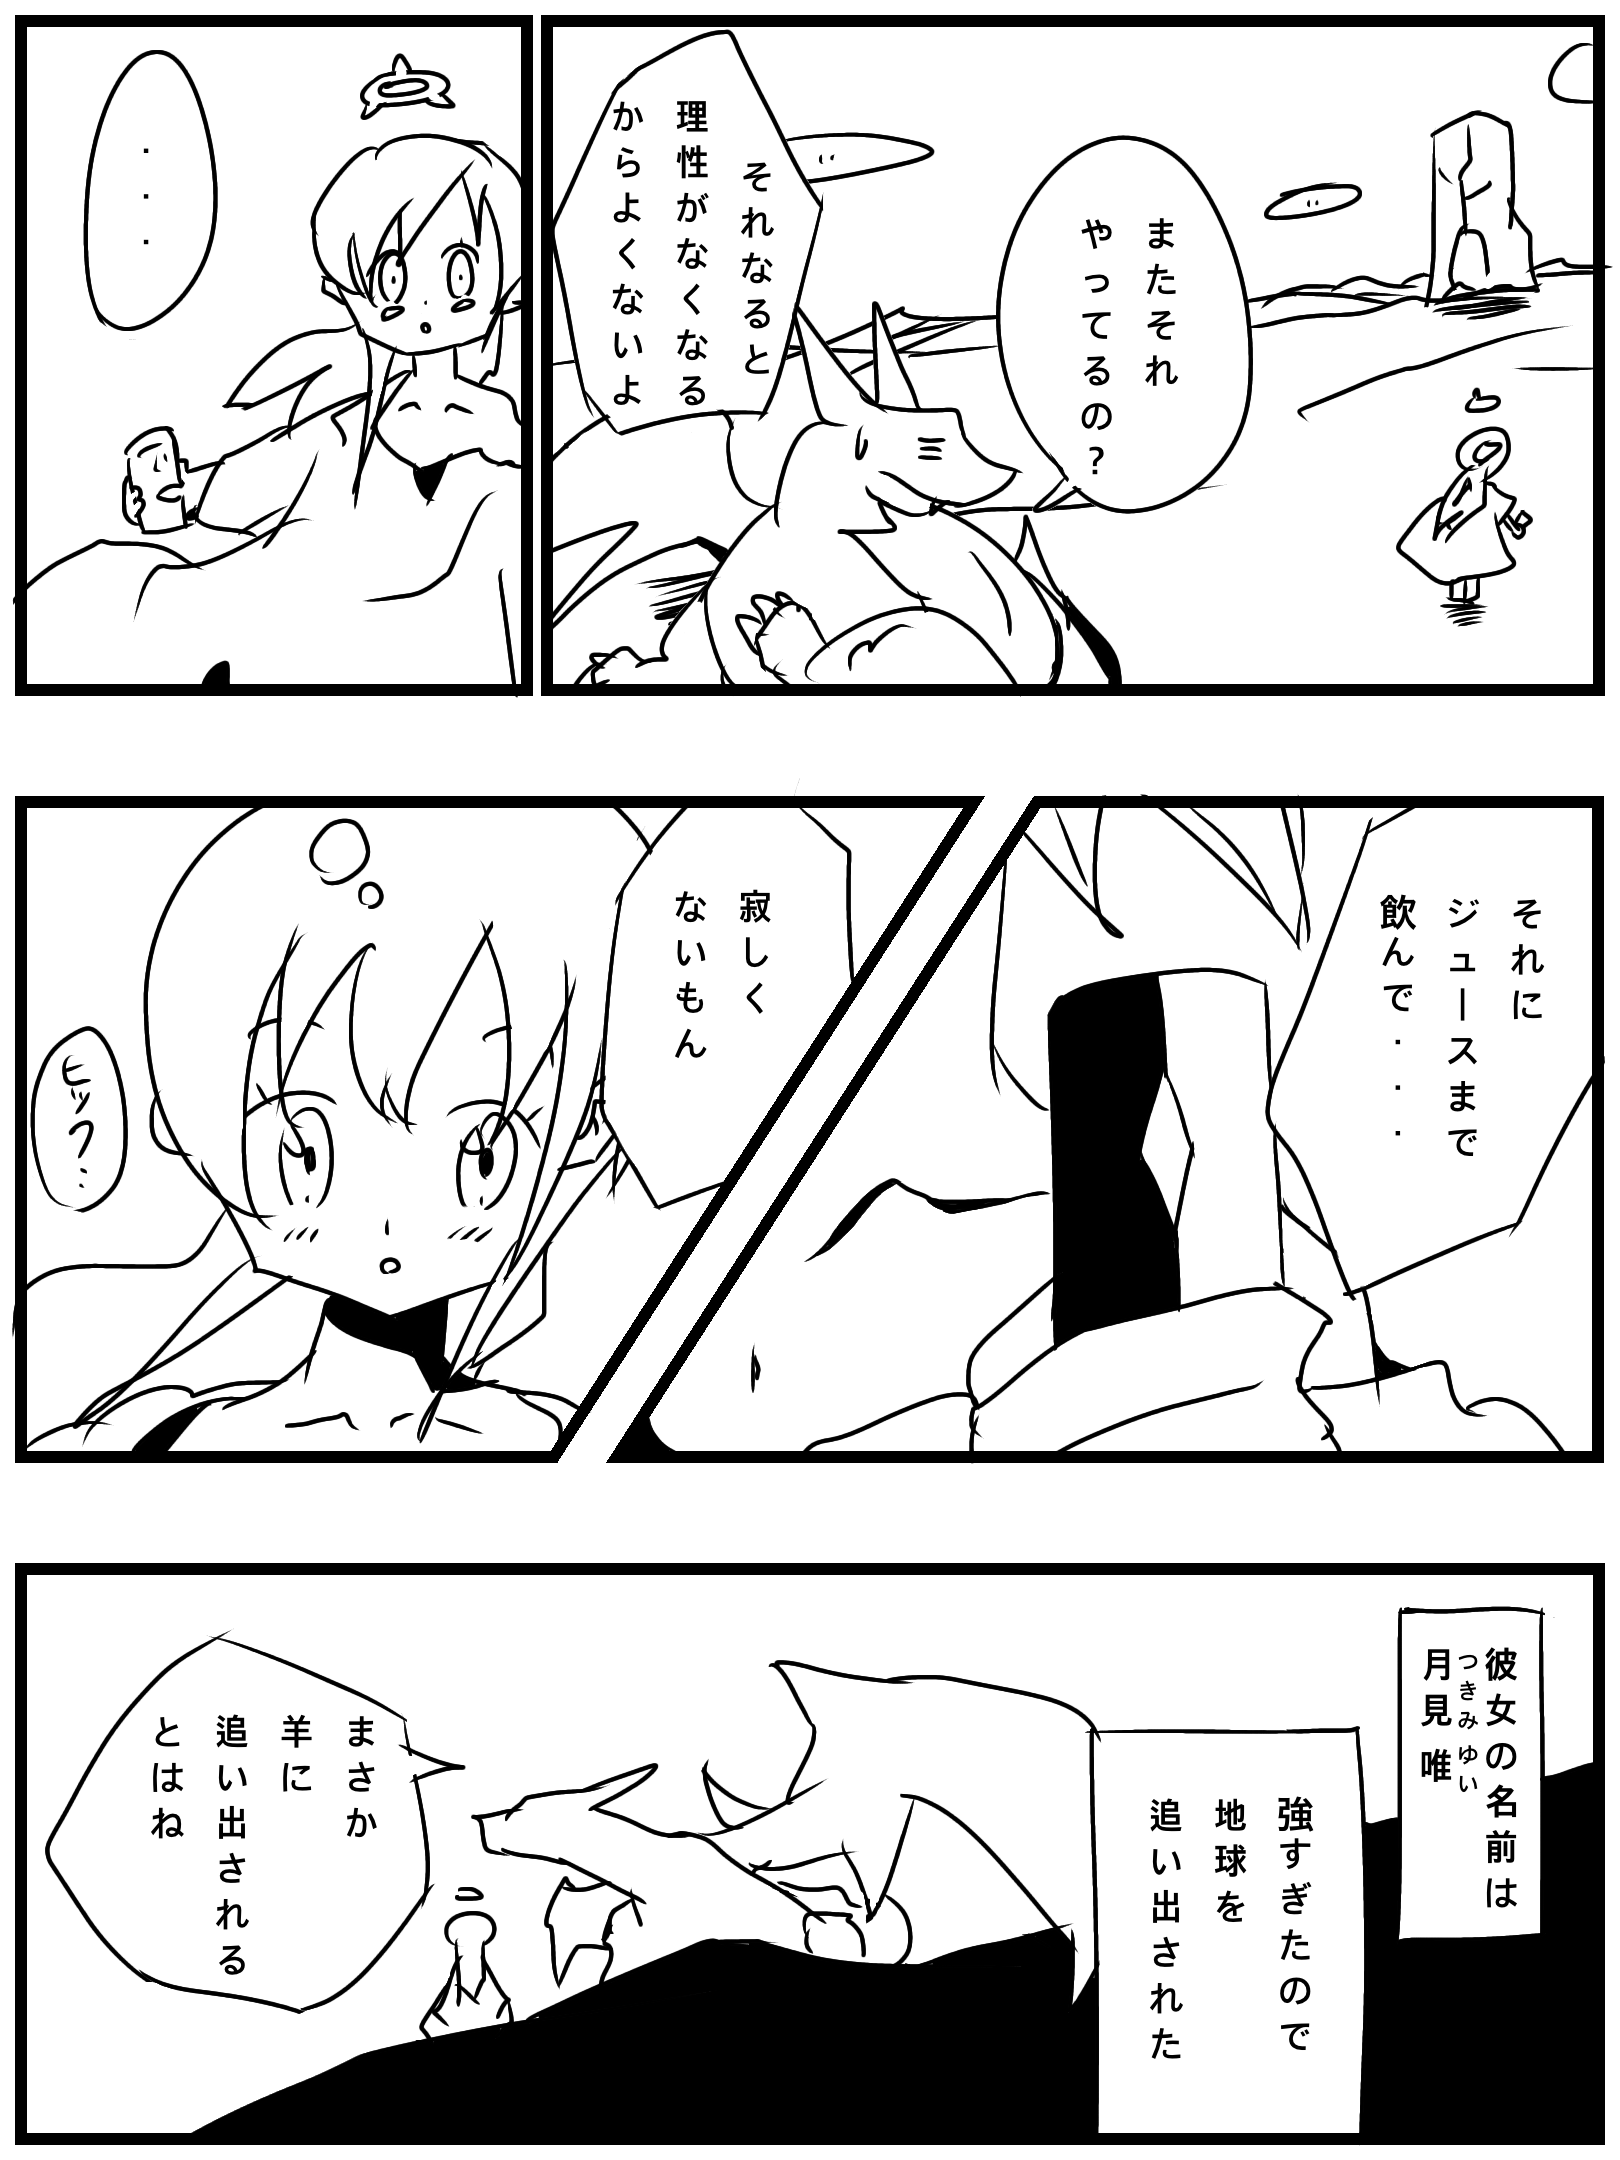 またそれ
やってるの?
それなると
理性がなくなる
からよくないよ
・・・
それに
ジュースまで
飲んで・・・
寂しく
ないもん
ヒック・・
彼女の名前は
つきみ ゆい
月見 唯
強すぎたので
地球を
追い出された
まさか
羊に
追い出される
とはね